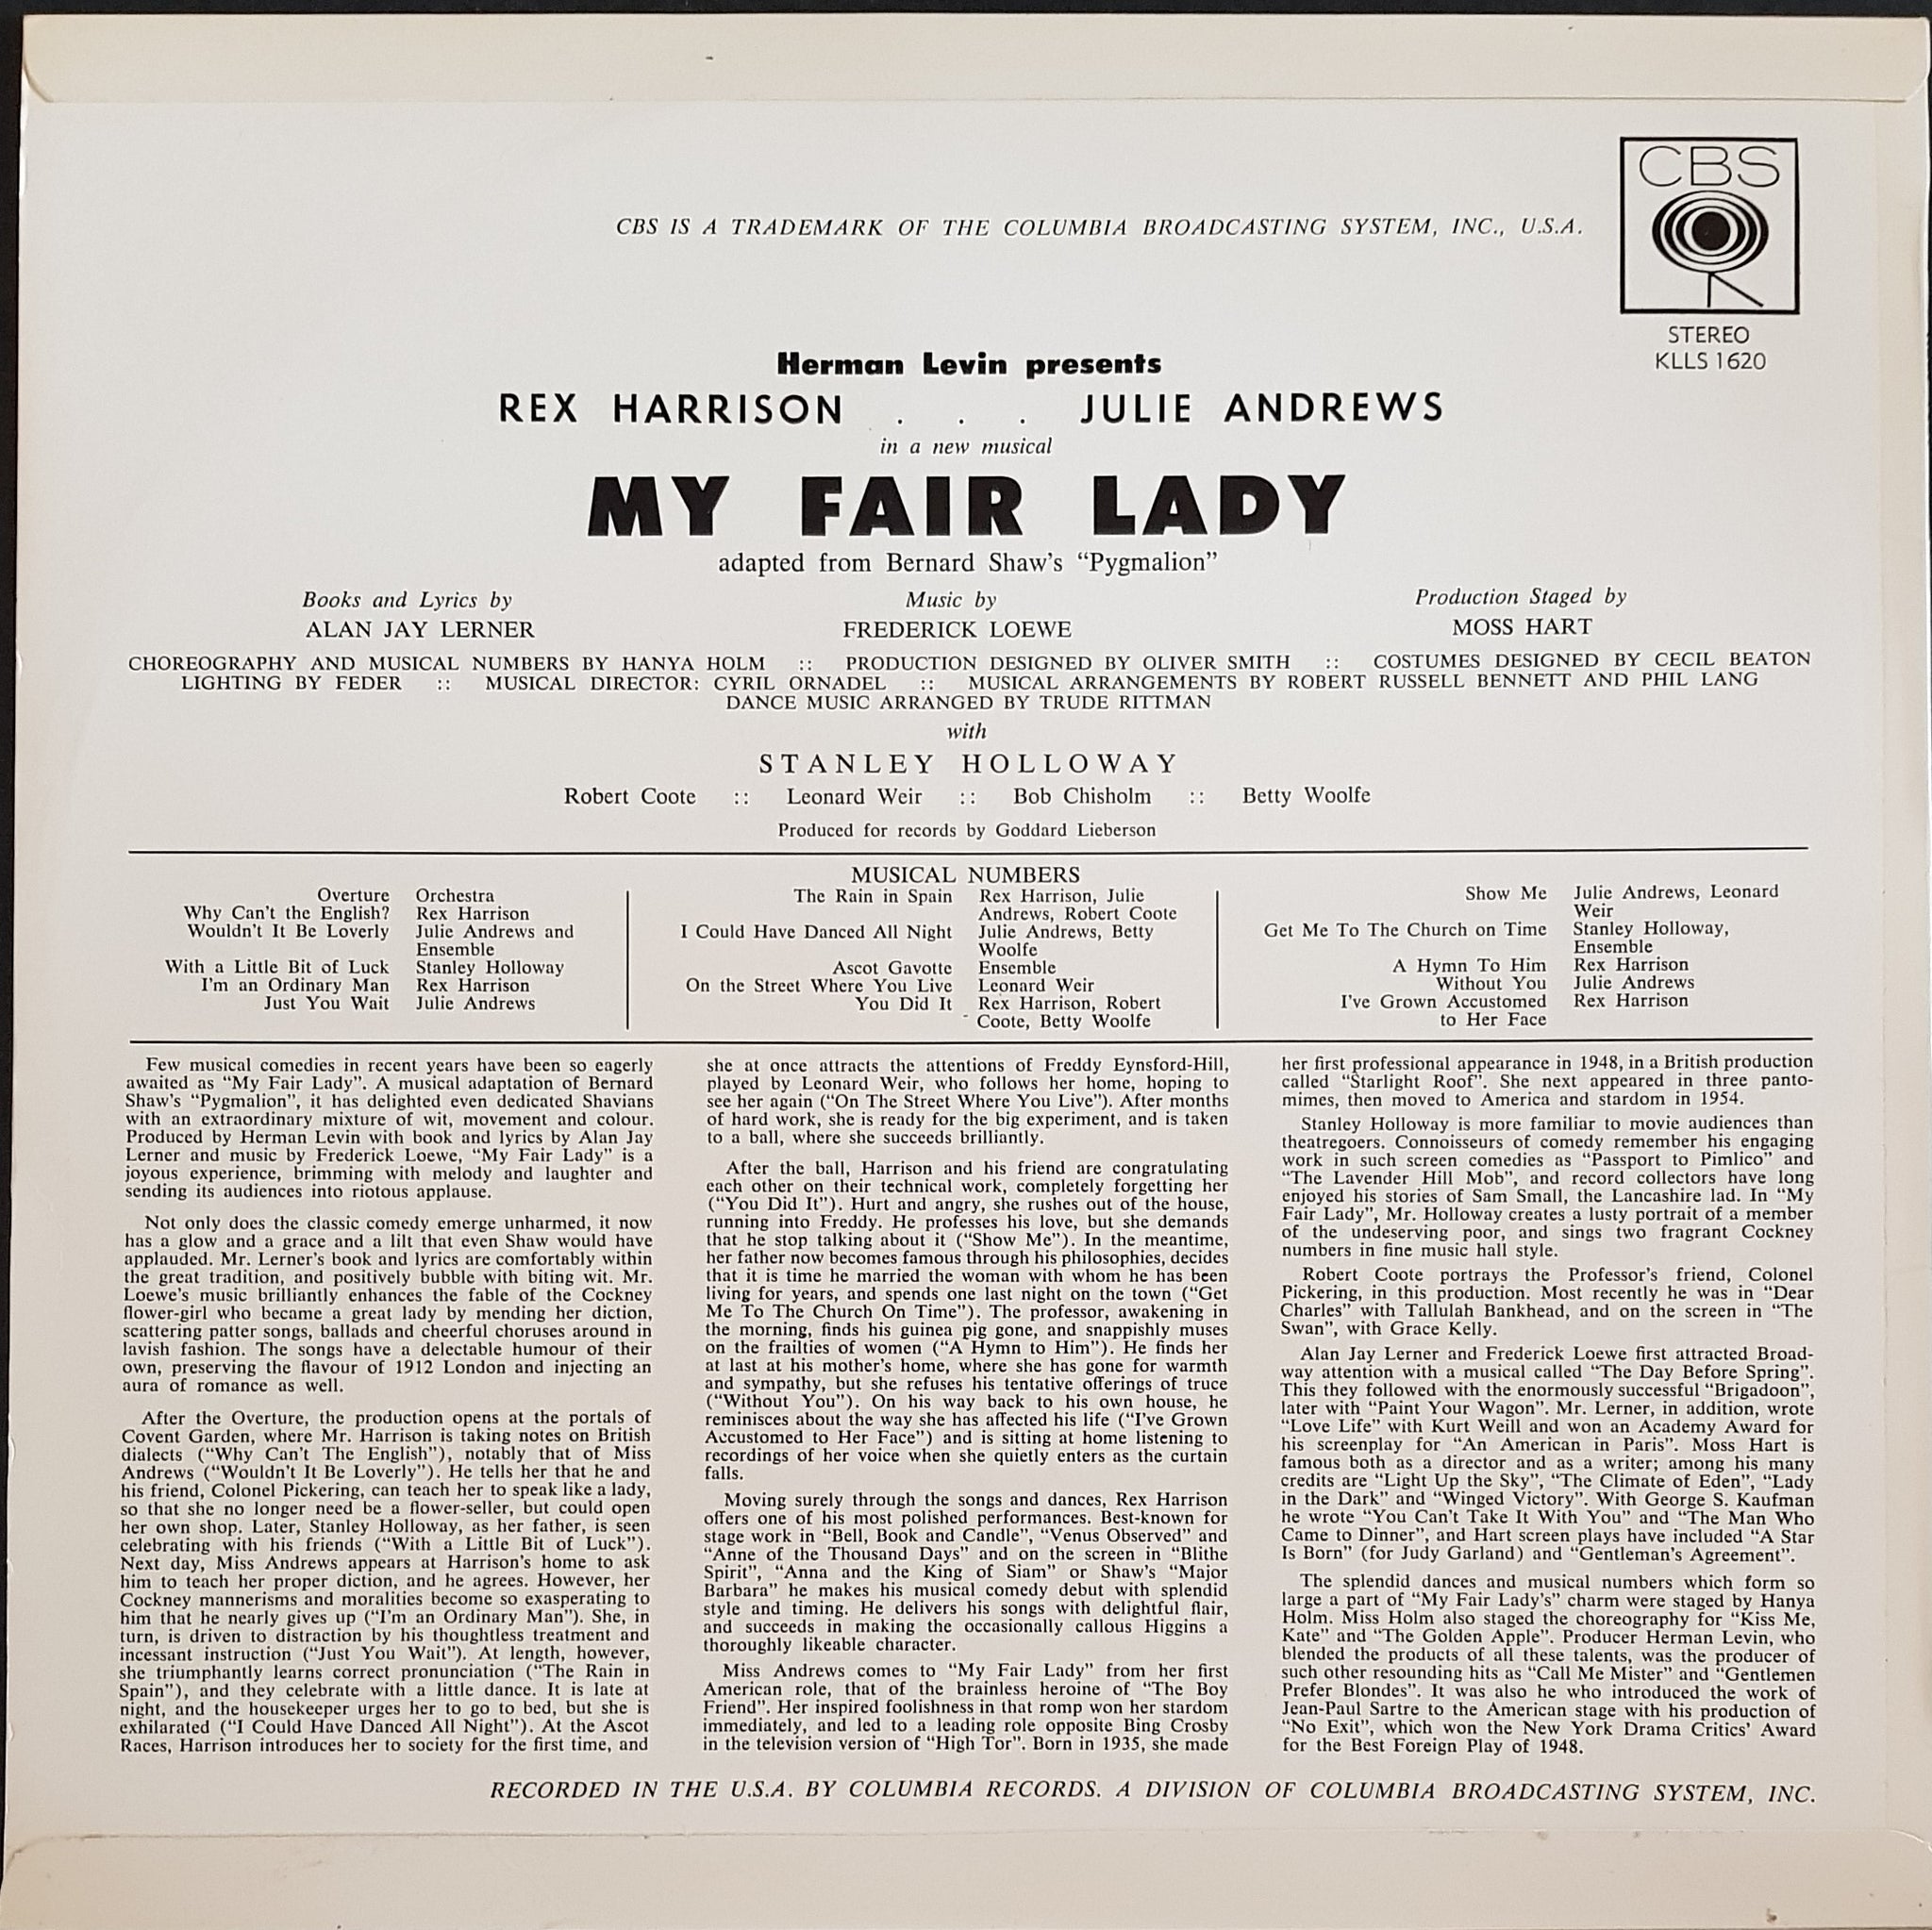 CBS
CBS IS A TRADEMARK OF THE COLUMBIA BROADCASTING SYSTEM, INC., U.S.A.
STEREO
KLLS 1620
Herman Levin presents
REX HARRISON . . . JULIE ANDREWS
in a new musical
MY FAIR LADY
adapted from Bernard Shaw's “Pygmalion”
Books and Lyrics by
ALAN JAY LERNER
Music by
FREDERICK LOEWE
Production Staged by
MOSS HART
CHOREOGRAPHY AND MUSICAL NUMBERS BY HANYA HOLM :: PRODUCTION DESIGNED BY OLIVER SMITH :: COSTUMES DESIGNED BY CECIL BEATON
LIGHTING BY FEDER :: MUSICAL DIRECTOR: CYRIL ORNADEL :: MUSICAL ARRANGEMENTS BY ROBERT RUSSELL BENNETT AND PHIL LANG
DANCE MUSIC ARRANGED BY TRUDE RITTMAN
with
STANLEY HOLLOWAY
Robert Coote :: Leonard Weir :: Bob Chisholm :: Betty Woolfe
Produced for records by Goddard Lieberson
MUSICAL NUMBERS
Overture Orchestra
Why Can't the English? Rex Harrison
Wouldn't It Be Loverly Julie Andrews and
Ensemble
With a Little Bit of Luck Stanley Holloway
I'm an Ordinary Man Rex Harrison
Just You Wait Julie Andrews
The Rain in Spain Rex Harrison, Julie
Andrews, Robert Coote
I Could Have Danced All Night Julie Andrews, Betty
Woolfe
Ascot Gavotte Ensemble
On the Street Where You Live Leonard Weir
You Did It Rex Harrison, Robert
Coote, Betty Woolfe
Show Me Julie Andrews, Leonard
Weir
Get Me To The Church on Time Stanley Holloway,
Ensemble
A Hymn To Him Rex Harrison
Without You Julie Andrews
I've Grown Accustomed Rex Harrison
to Her Face
Few musical comedies in recent years have been so eagerly
awaited as “My Fair Lady”. A musical adaptation of Bernard
Shaw's “Pygmalion”, it has delighted even dedicated Shavians
with an extraordinary mixture of wit, movement and colour.
Produced by Herman Levin with book and lyrics by Alan Jay
Lerner and music by Frederick Loewe, “My Fair Lady” is a
joyous experience, brimming with melody and laughter and
sending its audiences into riotous applause.
Not only does the classic comedy emerge unharmed, it now
has a glow and a grace and a lilt that even Shaw would have
applauded. Mr. Lerner's book and lyrics are comfortably within
the great tradition, and positively bubble with biting wit. Mr.
Loewe's music brilliantly enhances the fable of the Cockney
flower-girl who became a great lady by mending her diction,
scattering patter songs, ballads and cheerful choruses around in
lavish fashion. The songs have a delectable humour of their
own, preserving the flavour of 1912 London and injecting an
aura of romance as well.
After the Overture, the production opens at the portals of
Covent Garden, where Mr. Harrison is taking notes on British
dialects (“Why Can't The English”), notably that of Miss
Andrews (“Wouldn't It Be Loverly”). He tells her that he and
his friend, Colonel Pickering, can teach her to speak like a lady,
so that she no longer need be a flower-seller, but could open
her own shop. Later, Stanley Holloway, as her father, is seen
celebrating with his friends (“With a Little Bit of Luck”).
Next day, Miss Andrews appears at Harrison's home to ask
him to teach her proper diction, and he agrees. However, her
Cockney mannerisms and moralities become so exasperating to
him that he nearly gives up (“I'm an Ordinary Man”). She, in
turn, is driven to distraction by his thoughtless treatment and
incessant instruction (“Just You Wait”). At length, however,
she triumphantly learns correct pronunciation (“The Rain in
Spain”), and they celebrate with a little dance. It is late at
night, and the housekeeper urges her to go to bed, but she is
exhilarated (“I Could Have Danced All Night”). At the Ascot
Races, Harrison introduces her to society for the first time, and
she at once attracts the attentions of Freddy Eynsford-Hill,
played by Leonard Weir, who follows her home, hoping to
see her again (“On The Street Where You Live”). After months
of hard work, she is ready for the big experiment, and is taken
to a ball, where she succeeds brilliantly.
After the ball, Harrison and his friend are congratulating
each other on their technical work, completely forgetting her
(“You Did It”). Hurt and angry, she rushes out of the house,
running into Freddy. He professes his love, but she demands
that he stop talking about it (“Show Me”). In the meantime,
her father now becomes famous through his philosophies, decides
that it is time he married the woman with whom he has been
living for years, and spends one last night on the town (“Get
Me To The Church On Time”). The professor, awakening in
the morning, finds his guinea pig gone, and snappishly muses
on the frailties of women (“A Hymn to Him”). He finds her
at last at his mother's home, where she has gone for warmth
and sympathy, but she refuses his tentative offerings of truce
(“Without You”). On his way back to his own house, he
reminisces about the way she has affected his life (“I've Grown
Accustomed to Her Face”) and is sitting at home listening to
recordings of her voice when she quietly enters as the curtain
falls.
Moving surely through the songs and dances, Rex Harrison
offers one of his most polished performances. Best-known for
stage work in “Bell, Book and Candle”, “Venus Observed” and
“Anne of the Thousand Days” and on the screen in “Blithe
Spirit”, “Anna and the King of Siam” or Shaw's “Major
Barbara” he makes his musical comedy debut with splendid
style and timing. He delivers his songs with delightful flair,
and succeeds in making the occasionally callous Higgins a
thoroughly likeable character.
Miss Andrews comes to “My Fair Lady” from her first
American role, that of the brainless heroine of “The Boy
Friend”. Her inspired foolishness in that romp won her stardom
immediately, and led to a leading role opposite Bing Crosby
in the television version of “High Tor”. Born in 1935, she made
her first professional appearance in 1948, in a British production
called “Starlight Roof”. She next appeared in three panto-
mimes, then moved to America and stardom in 1954.
Stanley Holloway is more familiar to movie audiences than
theatregoers. Connoisseurs of comedy remember his engaging
work in such screen comedies as “Passport to Pimlico” and
“The Lavender Hill Mob”, and record collectors have long
enjoyed his stories of Sam Small, the Lancashire lad. In “My
Fair Lady”, Mr. Holloway creates a lusty portrait of a member
of the undeserving poor, and sings two fragrant Cockney
numbers in fine music hall style.
Robert Coote portrays the Professor's friend, Colonel
Pickering, in this production. Most recently he was in “Dear
Charles” with Tallulah Bankhead, and on the screen in “The
Swan”, with Grace Kelly.
Alan Jay Lerner and Frederick Loewe first attracted Broad-
way attention with a musical called “The Day Before Spring”.
This they followed with the enormously successful “Brigadoon”,
later with “Paint Your Wagon”. Mr. Lerner, in addition, wrote
“Love Life” with Kurt Weill and won an Academy Award for
his screenplay for “An American in Paris”. Moss Hart is
famous both as a director and as a writer; among his many
credits are “Light Up the Sky”, “The Climate of Eden”, “Lady
in the Dark” and “Winged Victory”. With George S. Kaufman
he wrote “You Can't Take It With You” and “The Man Who
Came to Dinner”, and Hart screen plays have included “A Star
Is Born” (for Judy Garland) and “Gentleman's Agreement”.
The splendid dances and musical numbers which form so
large a part of “My Fair Lady's” charm were staged by Hanya
Holm. Miss Holm also staged the choreography for “Kiss Me,
Kate” and “The Golden Apple”. Producer Herman Levin, who
blended the products of all these talents, was the producer of
such other resounding hits as “Call Me Mister” and “Gentlemen
Prefer Blondes”. It was also he who introduced the work of
Jean-Paul Sartre to the American stage with his production of
“No Exit”, which won the New York Drama Critics' Award
for the Best Foreign Play of 1948.
RECORDED IN THE U.S.A. BY COLUMBIA RECORDS. A DIVISION OF COLUMBIA BROADCASTING SYSTEM, INC.